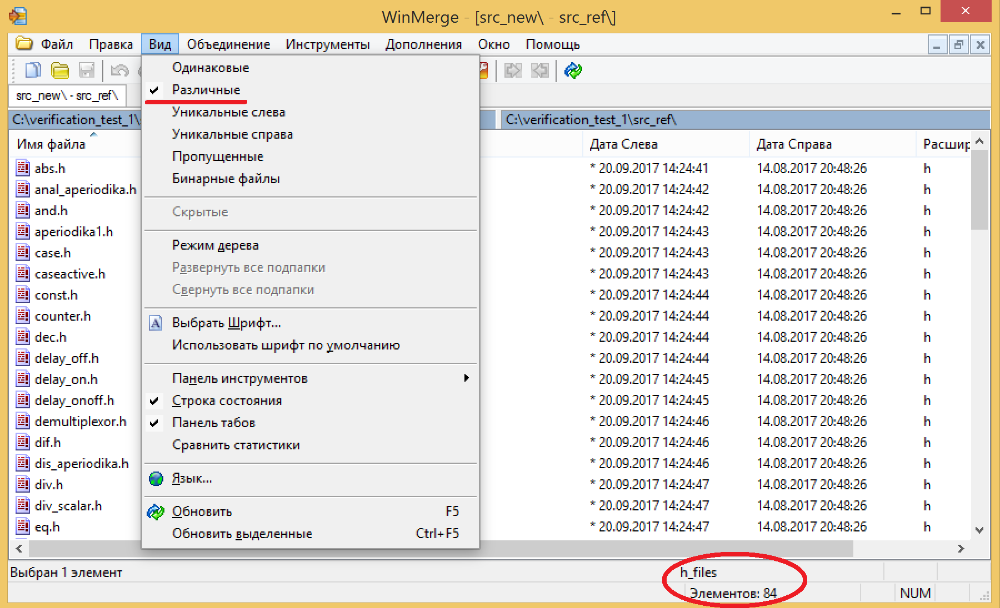 WinMerge - [src_new\ - src_ref\]
Файл Правка Вид Объединение Инструменты Дополнения Окно Помощь
src_new\ - src_ref\
C:\verification_test_1\ C:\verification_test_1\src_ref\
Имя файла Дата Слева Дата Справа Расшир
Одинаковые
Различные
Уникальные слева
Уникальные справа
Пропущенные
Бинарные файлы
Скрытые
Режим дерева
Развернуть все подпапки
Свернуть все подпапки
Выбрать Шрифт...
Использовать шрифт по умолчанию
Панель инструментов
Строка состояния
Панель табов
Сравнить статистики
Язык...
Обновить F5
Обновить выделенные Ctrl+F5
abs.h * 20.09.2017 14:24:41 14.08.2017 20:48:26 h
anal_aperiodika.h * 20.09.2017 14:24:42 14.08.2017 20:48:26 h
and.h * 20.09.2017 14:24:42 14.08.2017 20:48:26 h
aperiodika1.h * 20.09.2017 14:24:43 14.08.2017 20:48:26 h
case.h * 20.09.2017 14:24:43 14.08.2017 20:48:26 h
caseactive.h * 20.09.2017 14:24:43 14.08.2017 20:48:26 h
const.h * 20.09.2017 14:24:44 14.08.2017 20:48:26 h
counter.h * 20.09.2017 14:24:44 14.08.2017 20:48:26 h
dec.h * 20.09.2017 14:24:44 14.08.2017 20:48:26 h
delay_off.h * 20.09.2017 14:24:44 14.08.2017 20:48:26 h
delay_on.h * 20.09.2017 14:24:45 14.08.2017 20:48:26 h
delay_onoff.h * 20.09.2017 14:24:45 14.08.2017 20:48:26 h
demultiplexor.h * 20.09.2017 14:24:46 14.08.2017 20:48:26 h
dif.h * 20.09.2017 14:24:46 14.08.2017 20:48:26 h
dis_aperiodika.h * 20.09.2017 14:24:46 14.08.2017 20:48:26 h
div.h * 20.09.2017 14:24:47 14.08.2017 20:48:26 h
div_scalar.h * 20.09.2017 14:24:47 14.08.2017 20:48:26 h
eq.h * 20.09.2017 14:24:47 14.08.2017 20:48:26 h
Выбран 1 элемент h_files
Элементов: 84 NUM